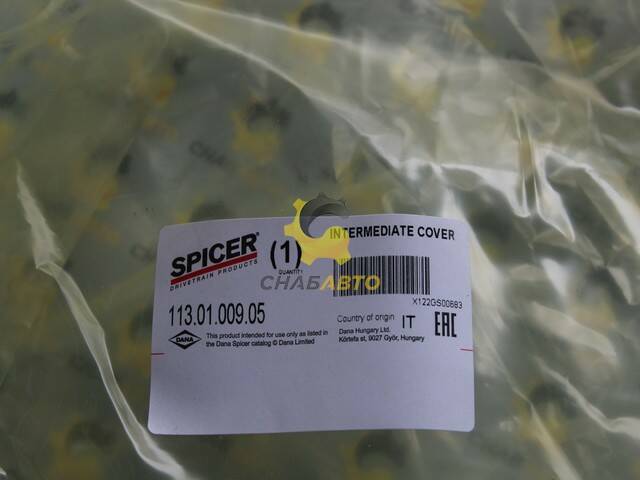 SPICER®
DRIVETRAIN PRODUCTS
(1)
QUANTITY
INTERMEDIATE COVER
СНАБАВТО
113.01.009.05
X122GS00683
DANA
This product intended for use only as listed in
the Dana Spicer catalog © Dana Limited
Country of origin IT
EAC
Dana Hungary Ltd.
Körtefa st, 9027 Győr, Hungary